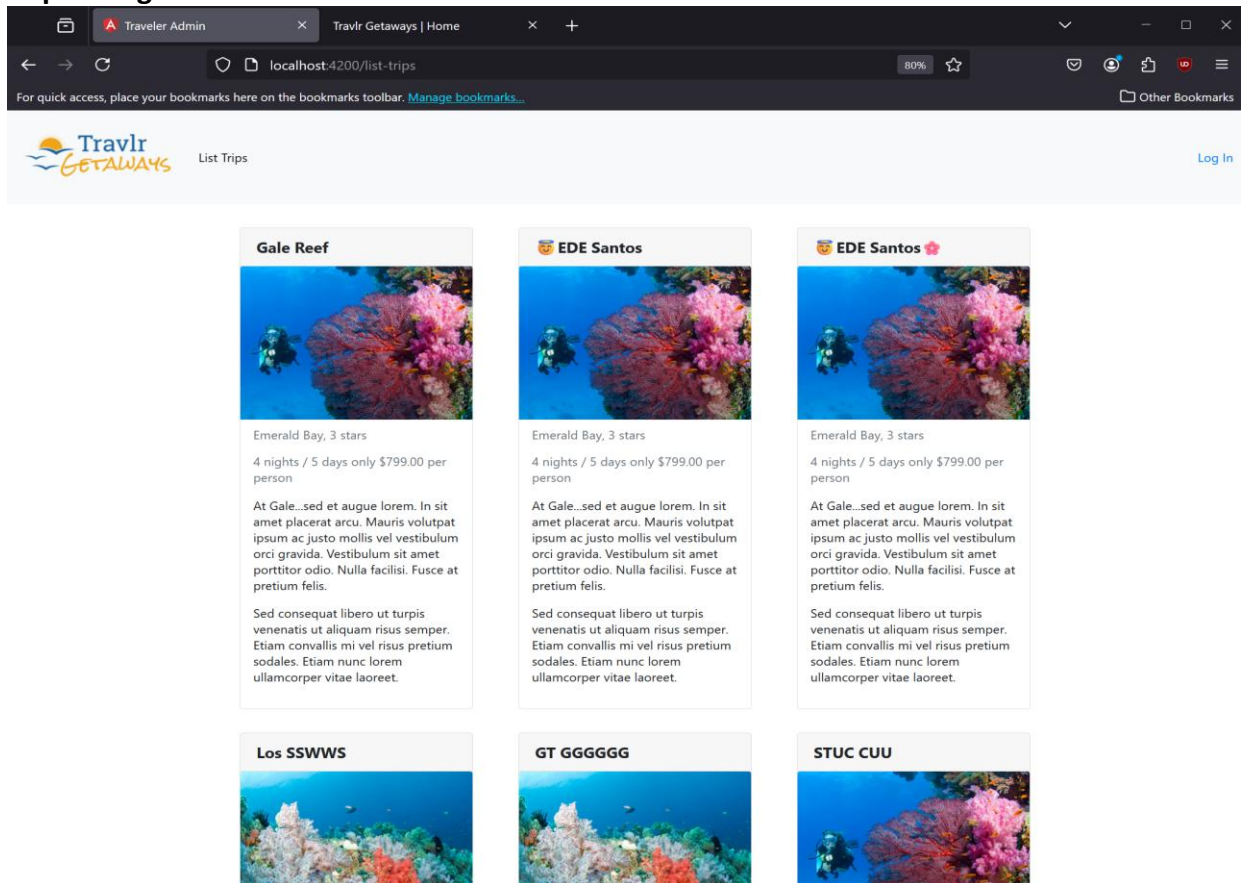 Traveler Admin
Travlr Getaways | Home
localhost:4200/list-trips
80%
For quick access, place your bookmarks here on the bookmarks toolbar. Manage bookmarks...
Other Bookmarks
Travlr
GETAWAYS
List Trips
Log In
Gale Reef
Emerald Bay, 3 stars
4 nights / 5 days only $799.00 per
person
At Gale...sed et augue lorem. In sit
amet placerat arcu. Mauris volutpat
ipsum ac justo mollis vel vestibulum
orci gravida. Vestibulum sit amet
porttitor odio. Nulla facilisi. Fusce at
pretium felis.
Sed consequat libero ut turpis
venenatis ut aliquam risus semper.
Etiam convallis mi vel risus pretium
sodales. Etiam nunc lorem
ullamcorper vitae laoreet.
😇 EDE Santos
Emerald Bay, 3 stars
4 nights / 5 days only $799.00 per
person
At Gale...sed et augue lorem. In sit
amet placerat arcu. Mauris volutpat
ipsum ac justo mollis vel vestibulum
orci gravida. Vestibulum sit amet
porttitor odio. Nulla facilisi. Fusce at
pretium felis.
Sed consequat libero ut turpis
venenatis ut aliquam risus semper.
Etiam convallis mi vel risus pretium
sodales. Etiam nunc lorem
ullamcorper vitae laoreet.
😇 EDE Santos 🌸
Emerald Bay, 3 stars
4 nights / 5 days only $799.00 per
person
At Gale...sed et augue lorem. In sit
amet placerat arcu. Mauris volutpat
ipsum ac justo mollis vel vestibulum
orci gravida. Vestibulum sit amet
porttitor odio. Nulla facilisi. Fusce at
pretium felis.
Sed consequat libero ut turpis
venenatis ut aliquam risus semper.
Etiam convallis mi vel risus pretium
sodales. Etiam nunc lorem
ullamcorper vitae laoreet.
Los SSWWS
GT GGGGGG
STUC CUU